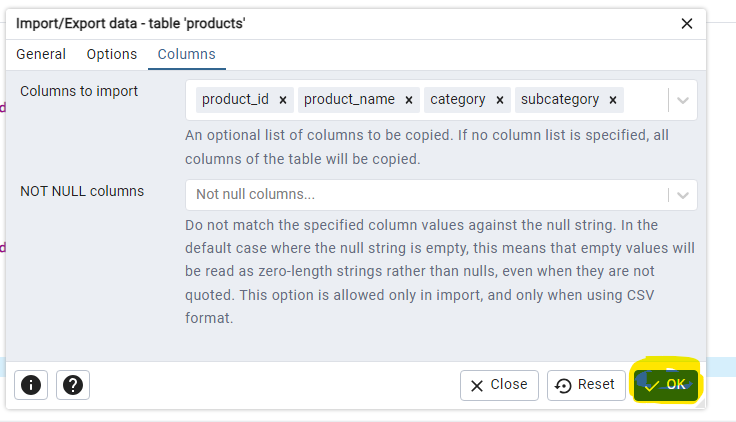 Import/Export data - table 'products'
General Options Columns
Columns to import
product_id product_name category subcategory
An optional list of columns to be copied. If no column list is specified, all
columns of the table will be copied.
NOT NULL columns
Not null columns...
Do not match the specified column values against the null string. In the
default case where the null string is empty, this means that empty values will
be read as zero-length strings rather than nulls, even when they are not
quoted. This option is allowed only in import, and only when using CSV
format.
Close Reset OK